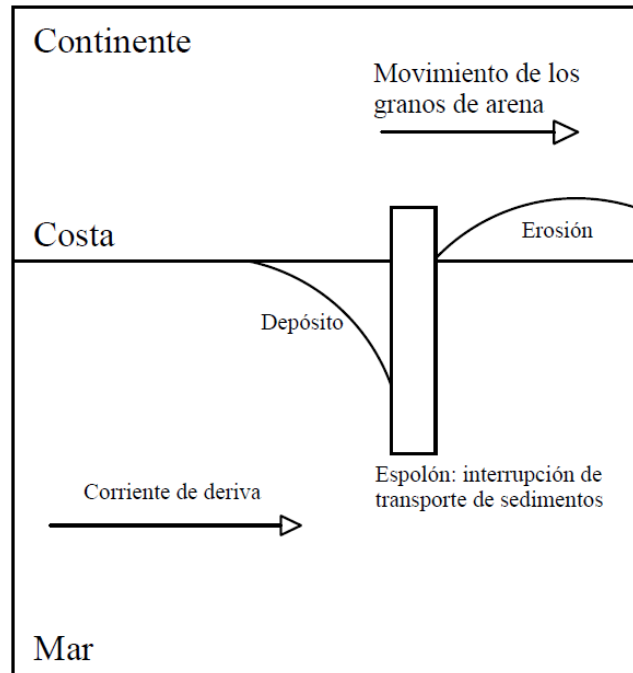 Continente
Movimiento de los
granos de arena
Costa
Erosión
Depósito
Espolón: interrupción de
transporte de sedimentos
Corriente de deriva
Mar